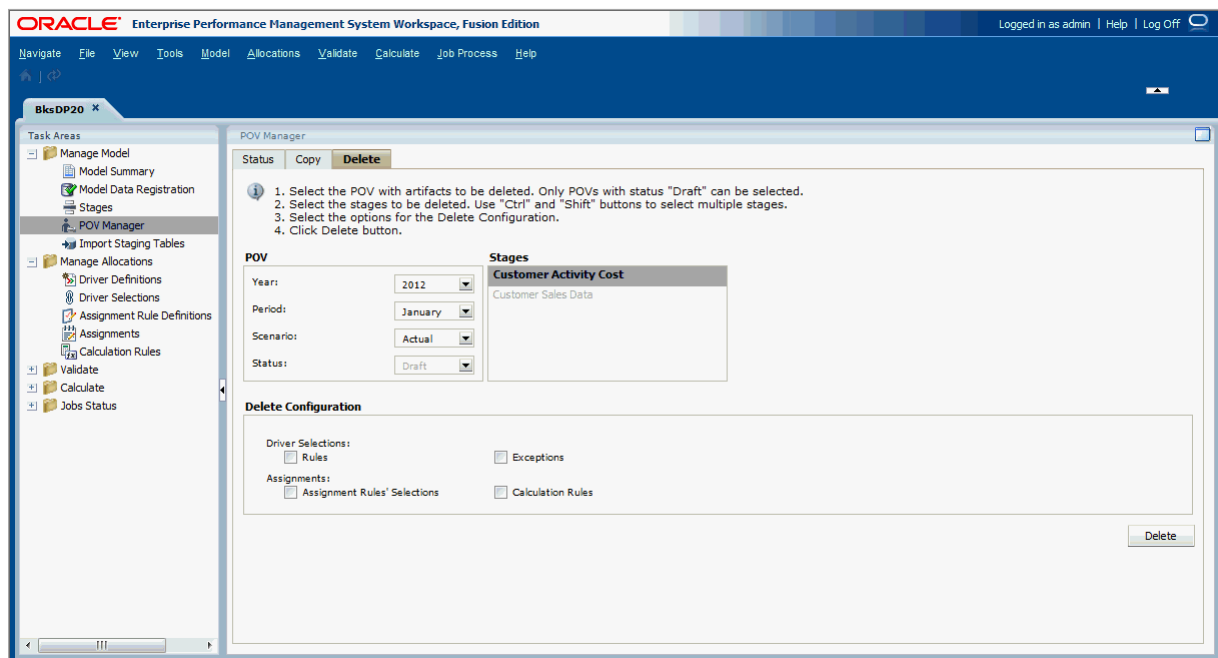 ORACLE Enterprise Performance Management System Workspace, Fusion Edition
Logged in as admin | Help | Log Off
Navigate File View Tools Model Allocations Validate Calculate Job Process Help
BksDP20 ×
Task Areas
Manage Model
Model Summary
Model Data Registration
Stages
POV Manager
Import Staging Tables
Manage Allocations
Driver Definitions
Driver Selections
Assignment Rule Definitions
Assignments
Calculation Rules
Validate
Calculate
Jobs Status
POV Manager
Status Copy Delete
1. Select the POV with artifacts to be deleted. Only POVs with status "Draft" can be selected.
2. Select the stages to be deleted. Use "Ctrl" and "Shift" buttons to select multiple stages.
3. Select the options for the Delete Configuration.
4. Click Delete button.
POV
Year: 2012
Period: January
Scenario: Actual
Status: Draft
Stages
Customer Activity Cost
Customer Sales Data
Delete Configuration
Driver Selections:
Rules Exceptions
Assignments:
Assignment Rules' Selections Calculation Rules
Delete